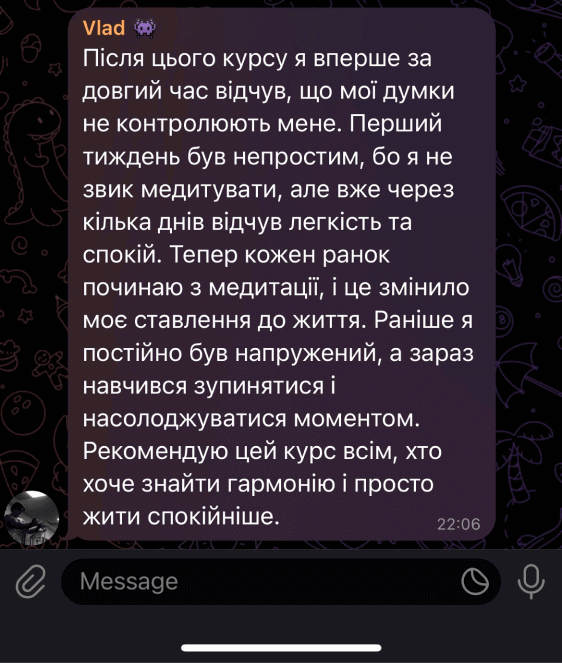 Vlad 👾
Після цього курсу я вперше за
довгий час відчув, що мої думки
не контролюють мене. Перший
тиждень був непростим, бо я не
звик медитувати, але вже через
кілька днів відчув легкість та
спокій. Тепер кожен ранок
починаю з медитації, і це змінило
моє ставлення до життя. Раніше я
постійно був напружений, а зараз
навчився зупинятися і
насолоджуватися моментом.
Рекомендую цей курс всім, хто
хоче знайти гармонію і просто
жити спокійніше.
22:06
Message